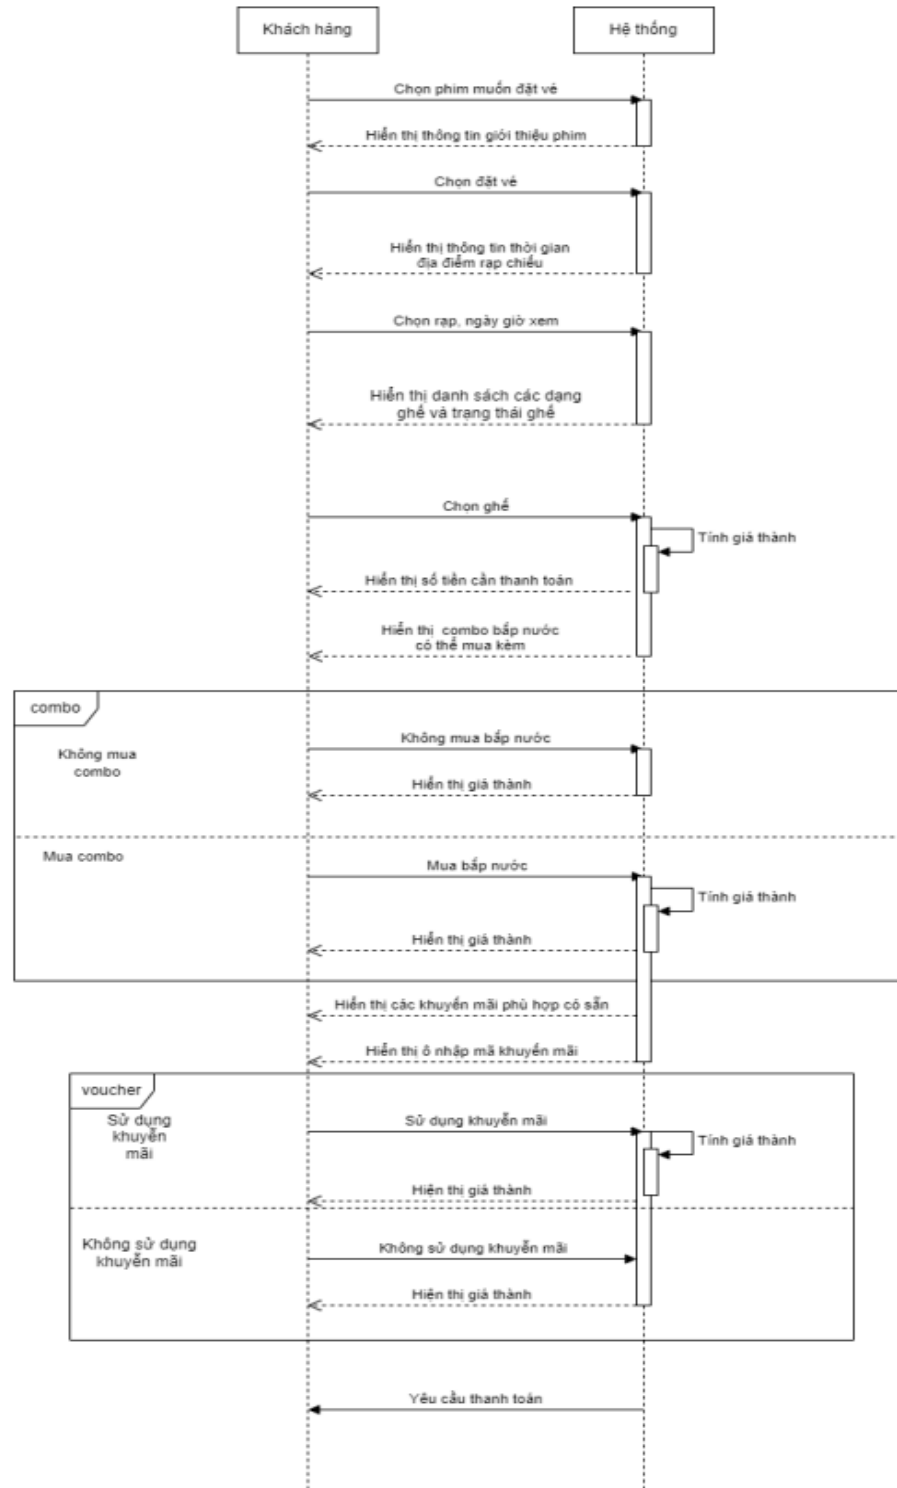 Khách hàng
Hệ thống
Chọn phim muốn đặt vé
Hiển thị thông tin giới thiệu phim
Chọn đặt vé
Hiển thị thông tin thời gian
địa điểm rạp chiếu
Chọn rạp, ngày giờ xem
Hiển thị danh sách các dạng
ghế và trạng thái ghế
Chọn ghế
Tính giá thành
Hiển thị số tiền cần thanh toán
Hiển thị combo bắp nước
có thể mua kèm
combo
Không mua
combo
Không mua bắp nước
Hiển thị giá thành
Mua combo
Mua bắp nước
Tính giá thành
Hiển thị giá thành
Hiển thị các khuyến mãi phù hợp có sẵn
Hiển thị ô nhập mã khuyến mãi
voucher
Sử dụng
khuyễn
mãi
Sử dụng khuyễn mãi
Tính giá thành
Hiện thị giá thành
Không sử dụng
khuyễn mãi
Không sử dụng khuyễn mãi
Hiện thị giá thành
Yêu cầu thanh toán